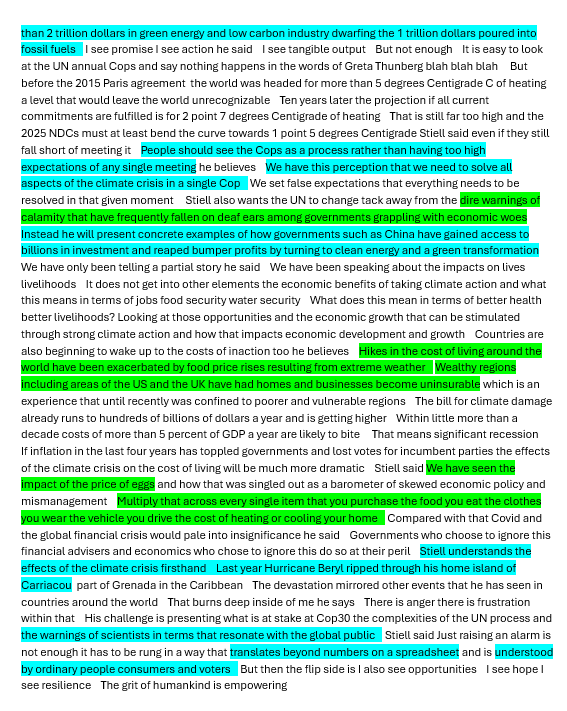 than 2 trillion dollars in green energy and low carbon industry dwarfing the 1 trillion dollars poured into
fossil fuels I see promise I see action he said I see tangible output But not enough It is easy to look
at the UN annual Cops and say nothing happens in the words of Greta Thunberg blah blah blah But
before the 2015 Paris agreement the world was headed for more than 5 degrees Centigrade C of heating
a level that would leave the world unrecognizable Ten years later the projection if all current
commitments are fulfilled is for 2 point 7 degrees Centigrade of heating That is still far too high and the
2025 NDCs must at least bend the curve towards 1 point 5 degrees Centigrade Stiell said even if they still
fall short of meeting it People should see the Cops as a process rather than having too high
expectations of any single meeting he believes We have this perception that we need to solve all
aspects of the climate crisis in a single Cop We set false expectations that everything needs to be
resolved in that given moment Stiell also wants the UN to change tack away from the dire warnings of
calamity that have frequently fallen on deaf ears among governments grappling with economic woes
Instead he will present concrete examples of how governments such as China have gained access to
billions in investment and reaped bumper profits by turning to clean energy and a green transformation
We have only been telling a partial story he said We have been speaking about the impacts on lives
livelihoods It does not get into other elements the economic benefits of taking climate action and what
this means in terms of jobs food security water security What does this mean in terms of better health
better livelihoods? Looking at those opportunities and the economic growth that can be stimulated
through strong climate action and how that impacts economic development and growth Countries are
also beginning to wake up to the costs of inaction too he believes Hikes in the cost of living around the
world have been exacerbated by food price rises resulting from extreme weather Wealthy regions
including areas of the US and the UK have had homes and businesses become uninsurable which is an
experience that until recently was confined to poorer and vulnerable regions The bill for climate damage
already runs to hundreds of billions of dollars a year and is getting higher Within little more than a
decade costs of more than 5 percent of GDP a year are likely to bite That means significant recession
If inflation in the last four years has toppled governments and lost votes for incumbent parties the effects
of the climate crisis on the cost of living will be much more dramatic Stiell said We have seen the
impact of the price of eggs and how that was singled out as a barometer of skewed economic policy and
mismanagement Multiply that across every single item that you purchase the food you eat the clothes
you wear the vehicle you drive the cost of heating or cooling your home Compared with that Covid and
the global financial crisis would pale into insignificance he said Governments who choose to ignore this
financial advisers and economics who chose to ignore this do so at their peril Stiell understands the
effects of the climate crisis firsthand Last year Hurricane Beryl ripped through his home island of
Carriacou part of Grenada in the Caribbean The devastation mirrored other events that he has seen in
countries around the world That burns deep inside of me he says There is anger there is frustration
within that His challenge is presenting what is at stake at Cop30 the complexities of the UN process and
the warnings of scientists in terms that resonate with the global public Stiell said Just raising an alarm is
not enough it has to be rung in a way that translates beyond numbers on a spreadsheet and is understood
by ordinary people consumers and voters But then the flip side is I also see opportunities I see hope I
see resilience The grit of humankind is empowering